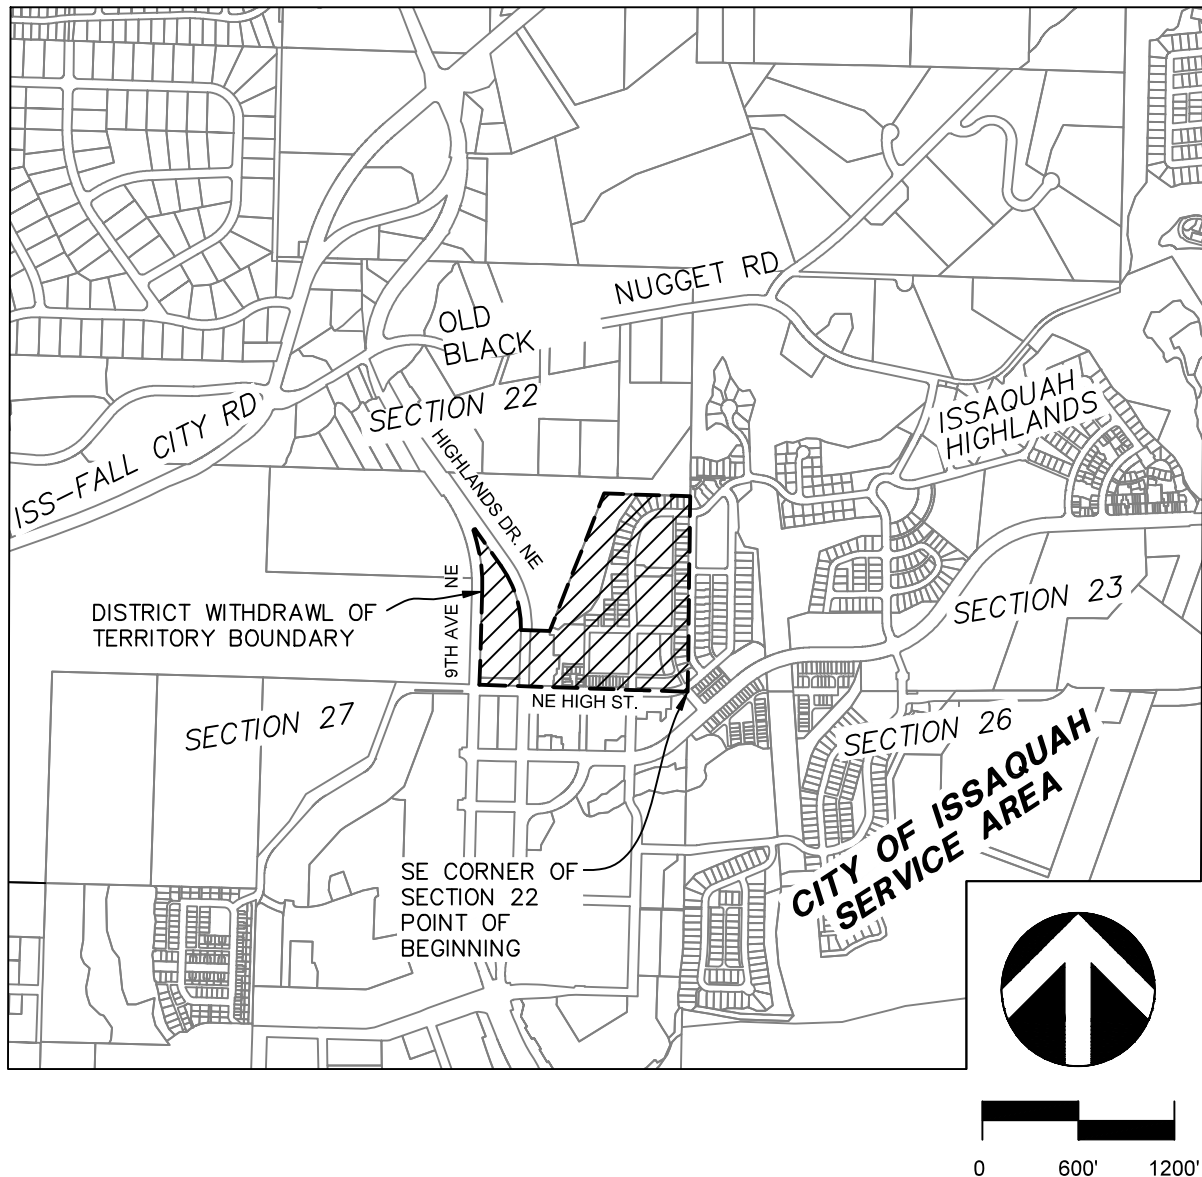 NUGGET RD
OLD
BLACK
SECTION 22
ISS-FALL CITY RD
HIGHLANDS DR. NE
ISSAQUAH
HIGHLANDS
DISTRICT WITHDRAWL OF
TERRITORY BOUNDARY
9TH AVE NE
SECTION 23
NE HIGH ST.
SECTION 27
SECTION 26
CITY OF ISSAQUAH
SERVICE AREA
SE CORNER OF
SECTION 22
POINT OF
BEGINNING
0 600' 1200'